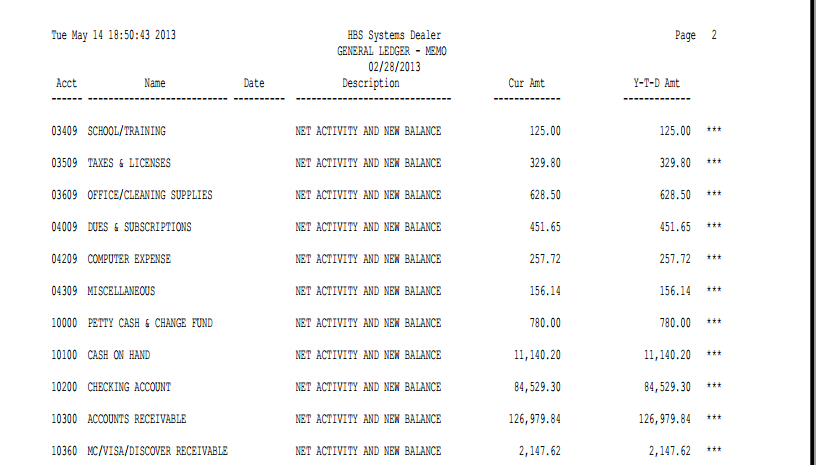 Tue May 14 18:50:43 2013 HBS Systems Dealer Page 2
GENERAL LEDGER - MEMO
02/28/2013
Acct Name Date Description Cur Amt Y-T-D Amt
------ --------------------------- ---------- ------------------------------ ------------- -------------
03409 SCHOOL/TRAINING NET ACTIVITY AND NEW BALANCE 125.00 125.00 ***
03509 TAXES & LICENSES NET ACTIVITY AND NEW BALANCE 329.80 329.80 ***
03609 OFFICE/CLEANING SUPPLIES NET ACTIVITY AND NEW BALANCE 628.50 628.50 ***
04009 DUES & SUBSCRIPTIONS NET ACTIVITY AND NEW BALANCE 451.65 451.65 ***
04209 COMPUTER EXPENSE NET ACTIVITY AND NEW BALANCE 257.72 257.72 ***
04309 MISCELLANEOUS NET ACTIVITY AND NEW BALANCE 156.14 156.14 ***
10000 PETTY CASH & CHANGE FUND NET ACTIVITY AND NEW BALANCE 780.00 780.00 ***
10100 CASH ON HAND NET ACTIVITY AND NEW BALANCE 11,140.20 11,140.20 ***
10200 CHECKING ACCOUNT NET ACTIVITY AND NEW BALANCE 84,529.30 84,529.30 ***
10300 ACCOUNTS RECEIVABLE NET ACTIVITY AND NEW BALANCE 126,979.84 126,979.84 ***
10360 MC/VISA/DISCOVER RECEIVABLE NET ACTIVITY AND NEW BALANCE 2,147.62 2,147.62 ***